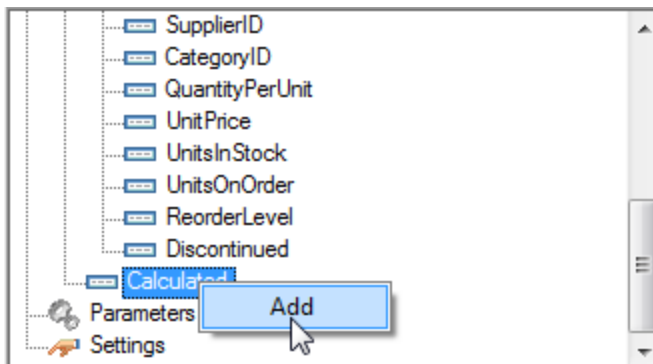 SupplierID
CategoryID
QuantityPerUnit
UnitPrice
UnitsInStock
UnitsOnOrder
ReorderLevel
Discontinued
Calculated
Add
Parameters
Settings